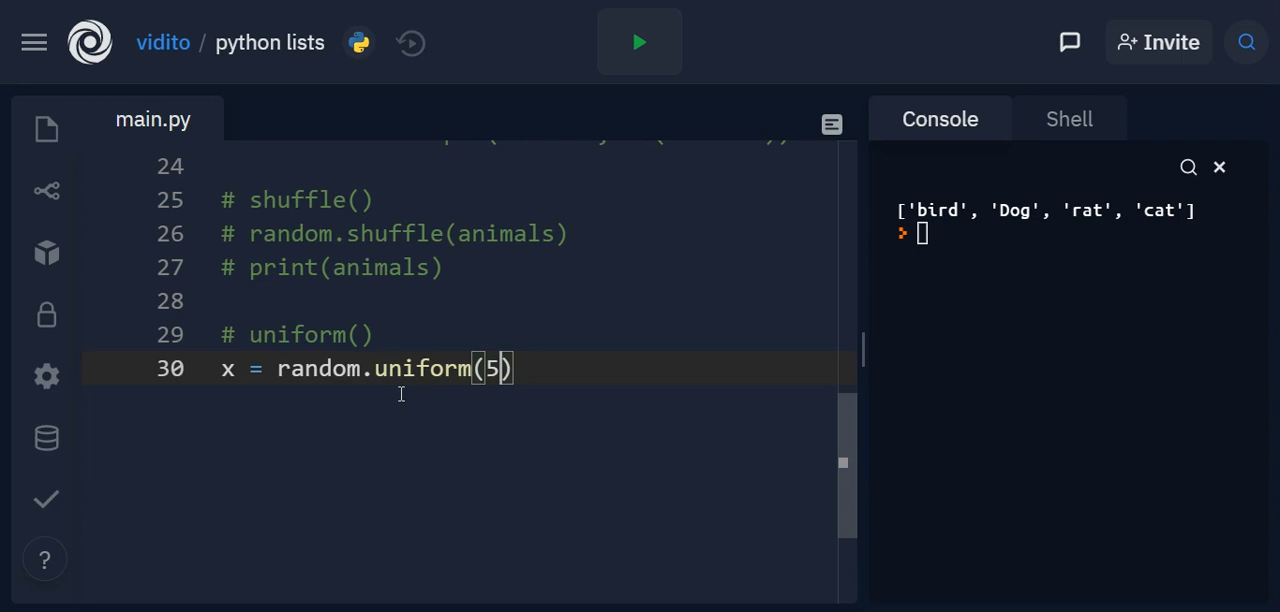 vidito / python lists
Invite
main.py
Console
Shell
24
25 # shuffle()
26 # random.shuffle(animals)
27 # print(animals)
28
29 # uniform()
30 x = random.uniform(5)
['bird', 'Dog', 'rat', 'cat']
?